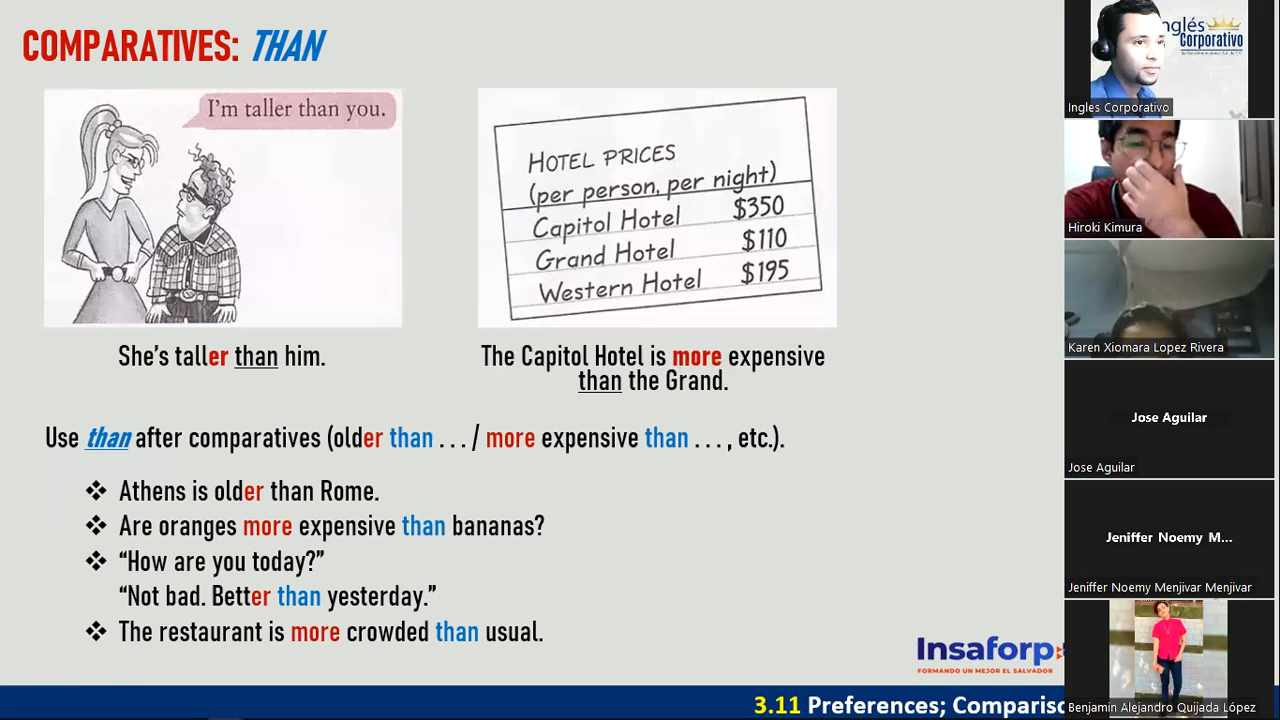 COMPARATIVES: THAN
I'm taller than you.
HOTEL PRICES
(per person, per night)
Capitol Hotel $350
Grand Hotel $110
Western Hotel $195
She's taller than him.
The Capitol Hotel is more expensive
than the Grand.
Use than after comparatives (older than . . . / more expensive than . . . , etc.).
❖ Athens is older than Rome.
❖ Are oranges more expensive than bananas?
❖ “How are you today?”
“Not bad. Better than yesterday.”
❖ The restaurant is more crowded than usual.
Insaforp
FORMANDO UN MEJOR EL SALVADOR
3.11 Preferences; Comparisc
nglés
Corporativo
Ingles Corporativo
Hiroki Kimura
Karen Xiomara Lopez Rivera
Jose Aguilar
Jose Aguilar
Jeniffer Noemy M...
Jeniffer Noemy Menjivar Menjivar
Benjamin Alejandro Quijada López